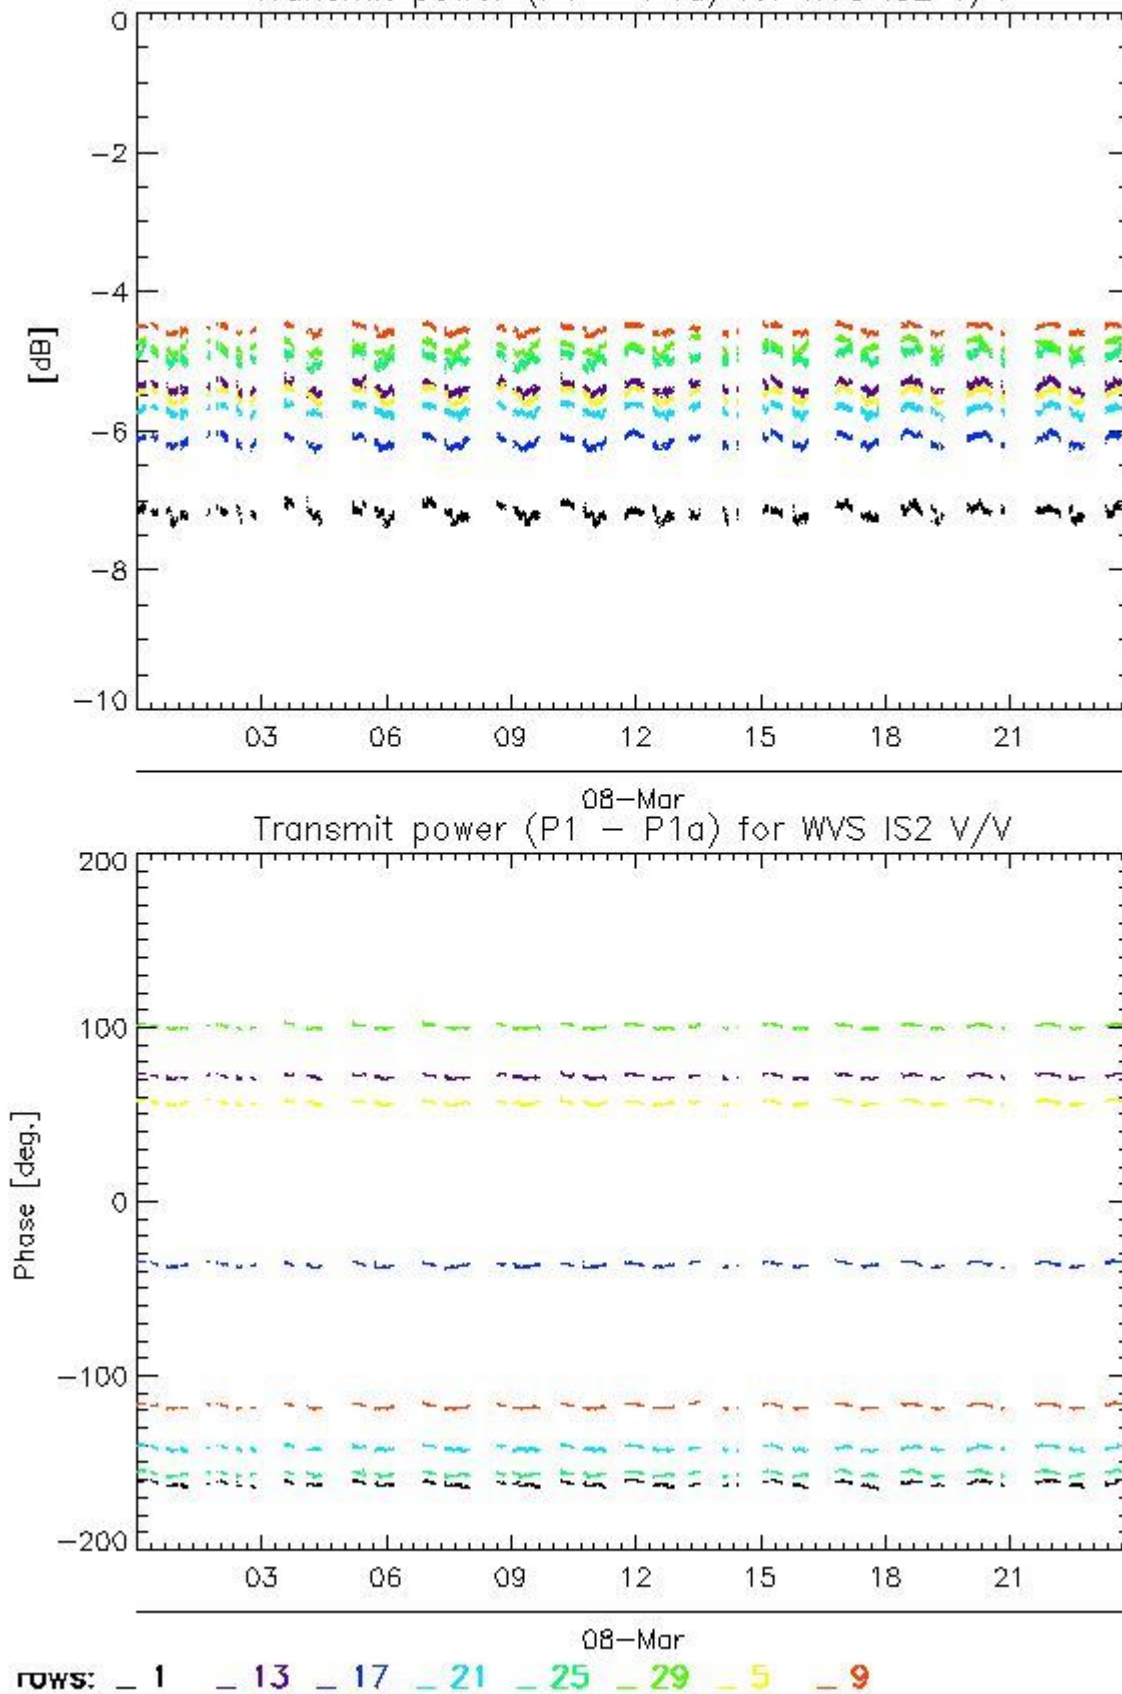 0
−2
−4
[dB]
−6
−8
−10
03 06 09 12 15 18 21
08−Mar
Transmit power (P1 − P1a) for WVS IS2 V/V
200
100
0
Phase [deg.]
−100
−200
03 06 09 12 15 18 21
08−Mar
rows: _ 1 _ 13 _ 17 _ 21 _ 25 _ 29 _ 5 _ 9